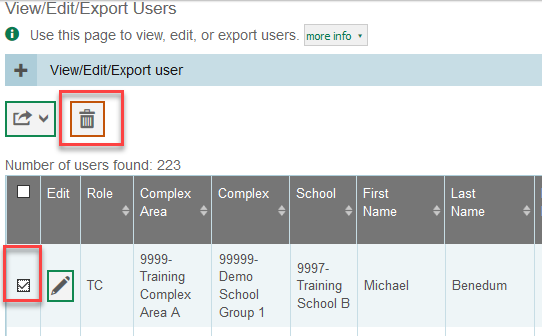 View/Edit/Export Users
Use this page to view, edit, or export users. more info
View/Edit/Export user
Number of users found: 223
Edit Role Complex Area Complex School First Name Last Name
TC 9999-Training Complex Area A 99999-Demo School Group 1 9997-Training School B Michael Benedum